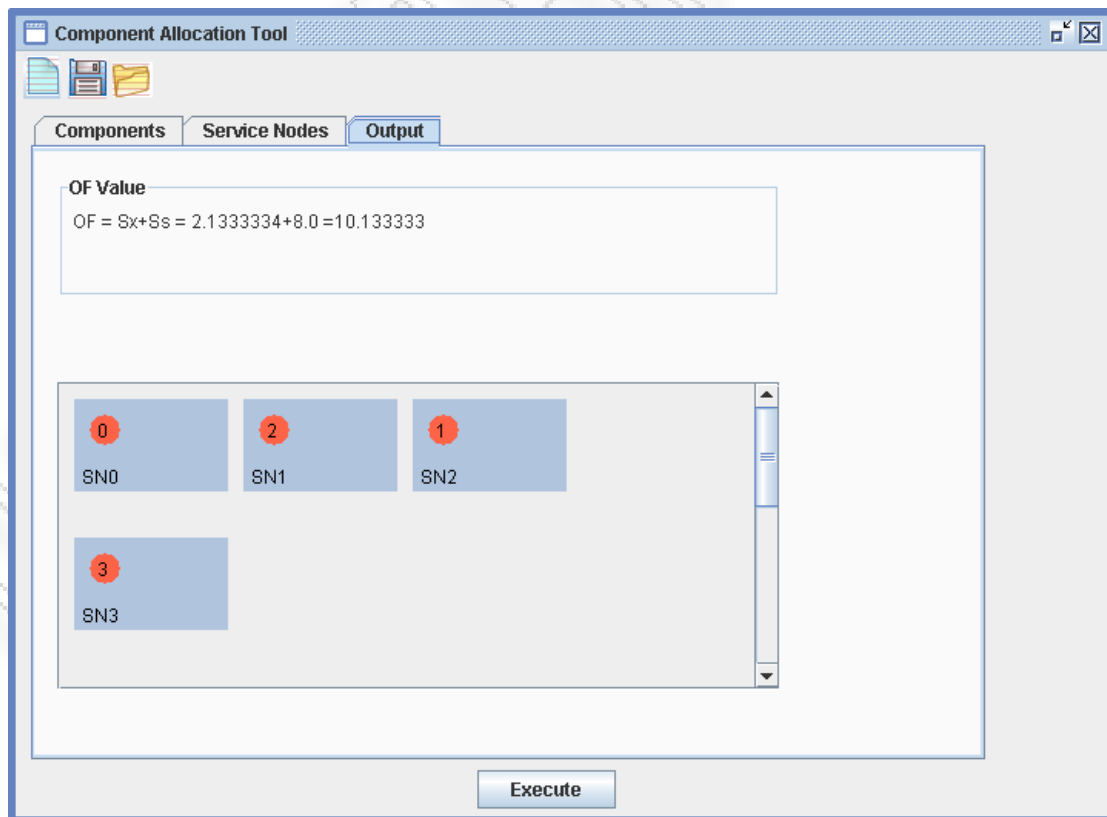 Component Allocation Tool
Components Service Nodes Output
OF Value
OF = Sx+Ss = 2.1333334+8.0 =10.133333
0 2 1
SN0 SN1 SN2
3
SN3
Execute